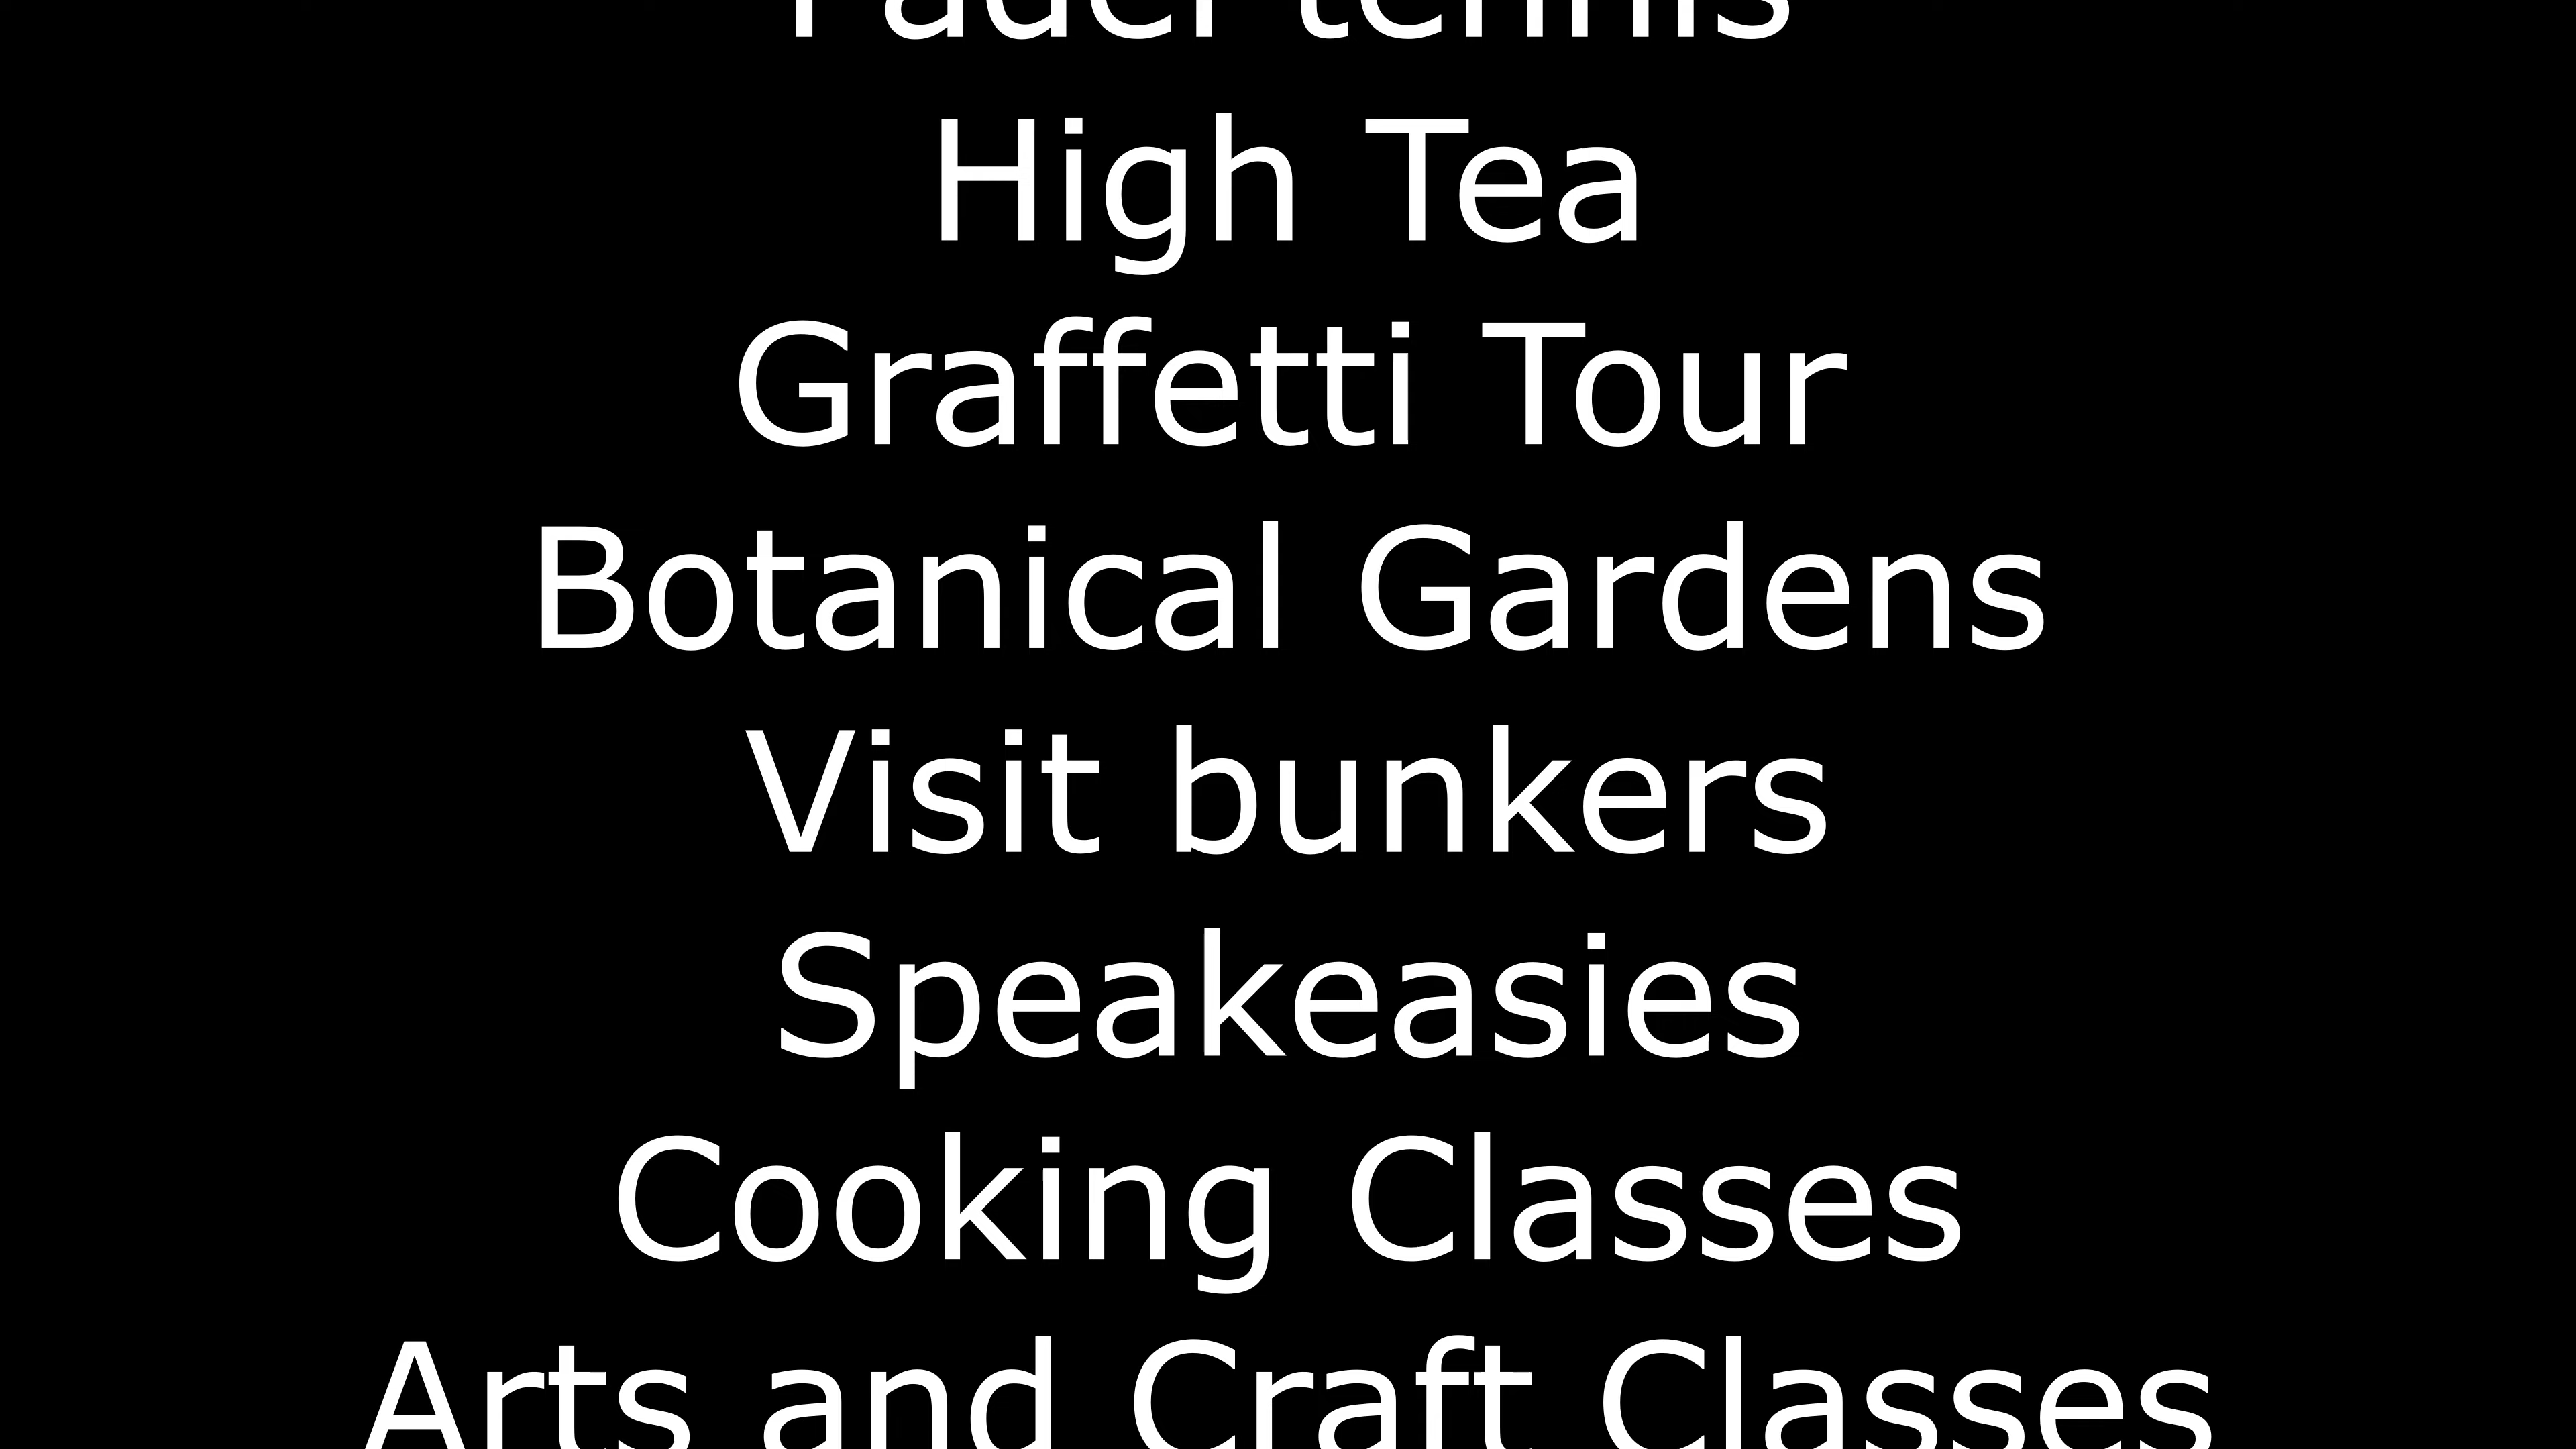 Padel tennis
High Tea
Graffetti Tour
Botanical Gardens
Visit bunkers
Speakeasies
Cooking Classes
Arts and Craft Classes